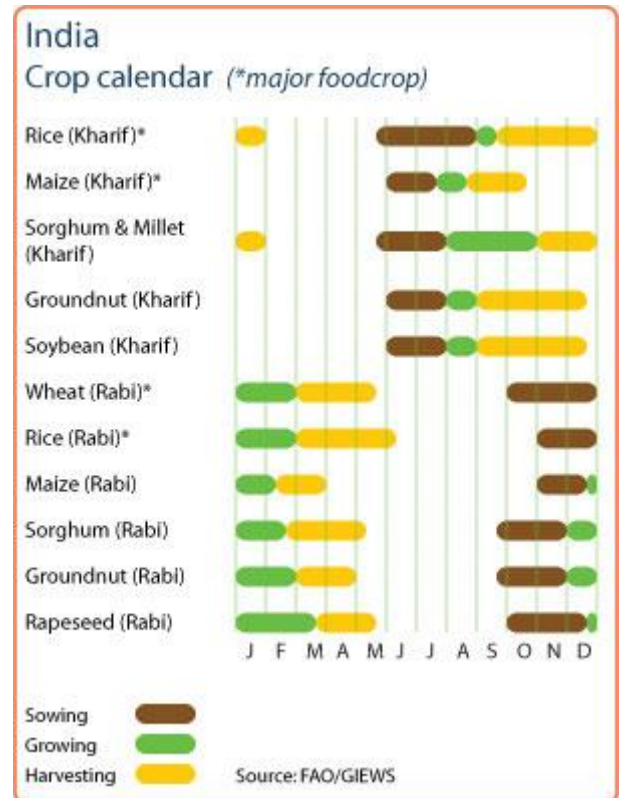 India
Crop calendar (*major foodcrop)
Rice (Kharif)*
Maize (Kharif)*
Sorghum & Millet
(Kharif)
Groundnut (Kharif)
Soybean (Kharif)
Wheat (Rabi)*
Rice (Rabi)*
Maize (Rabi)
Sorghum (Rabi)
Groundnut (Rabi)
Rapeseed (Rabi)
J F M A M J J A S O N D
Sowing
Growing
Harvesting Source: FAO/GIEWS